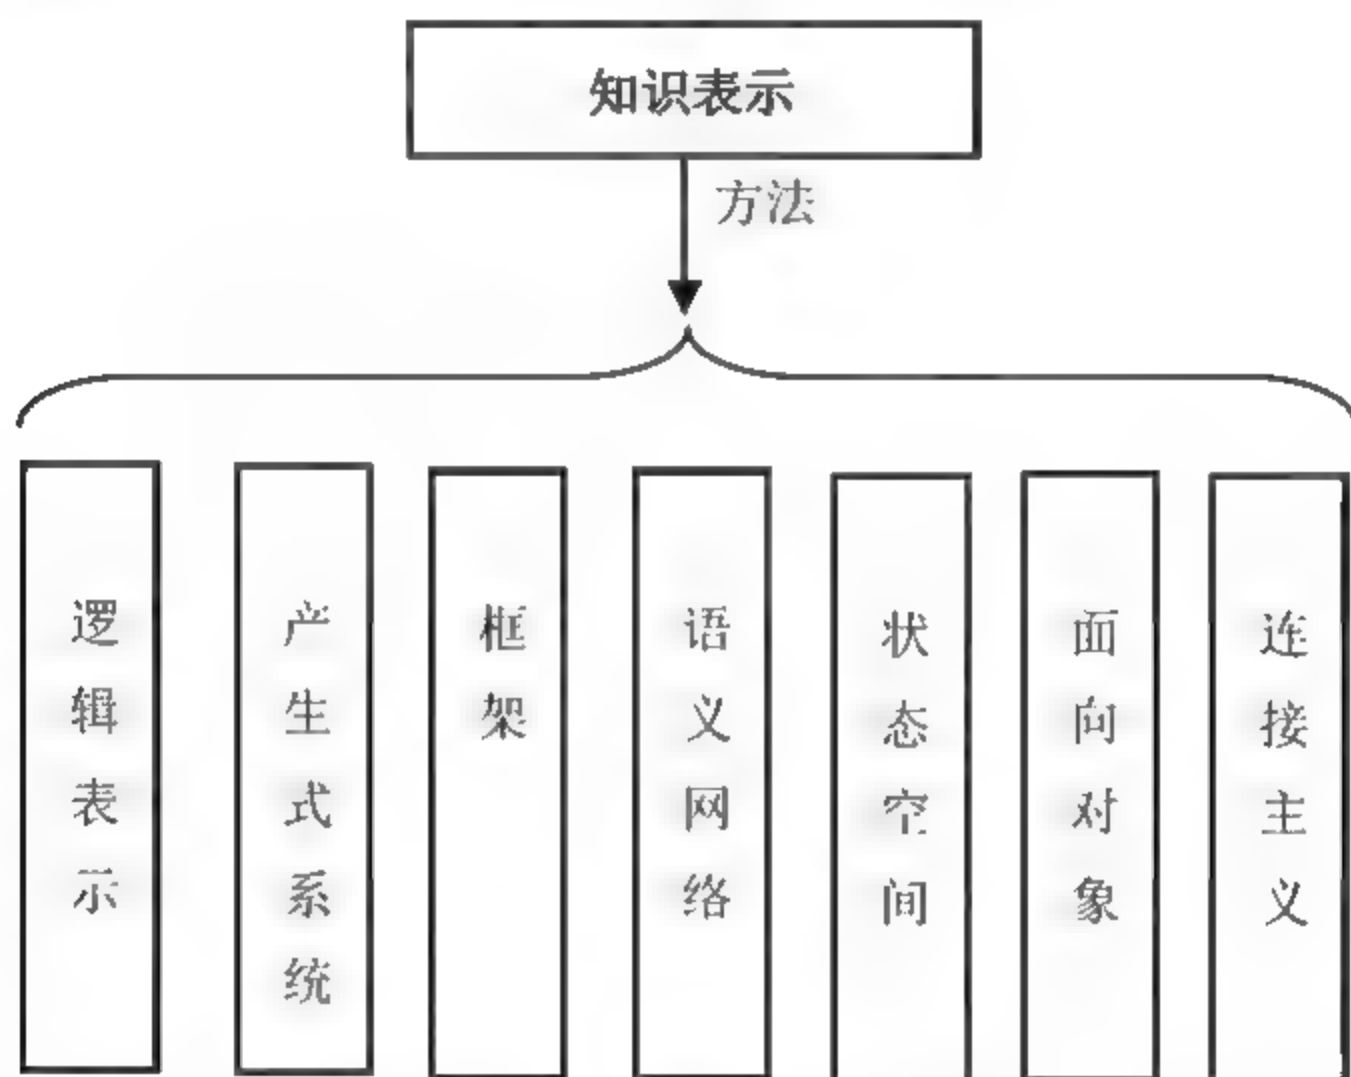 知识表示
方法
逻辑表示
产生式系统
框架
语义网络
状态空间
面向对象
连接主义